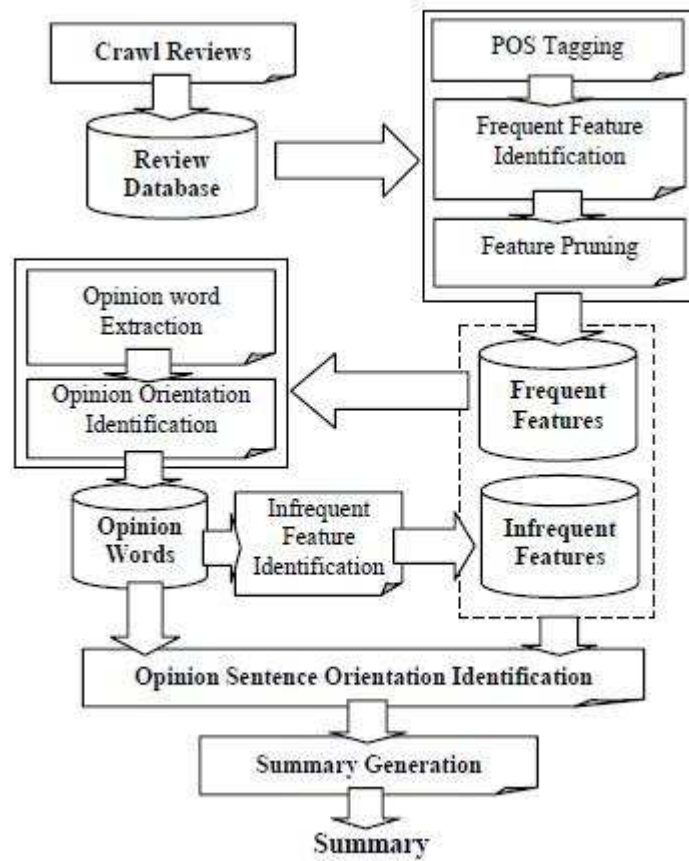 Crawl Reviews
Review
Database
POS Tagging
Frequent Feature
Identification
Feature Pruning
Opinion word
Extraction
Opinion Orientation
Identification
Frequent
Features
Opinion
Words
Infrequent
Feature
Identification
Infrequent
Features
Opinion Sentence Orientation Identification
Summary Generation
Summary